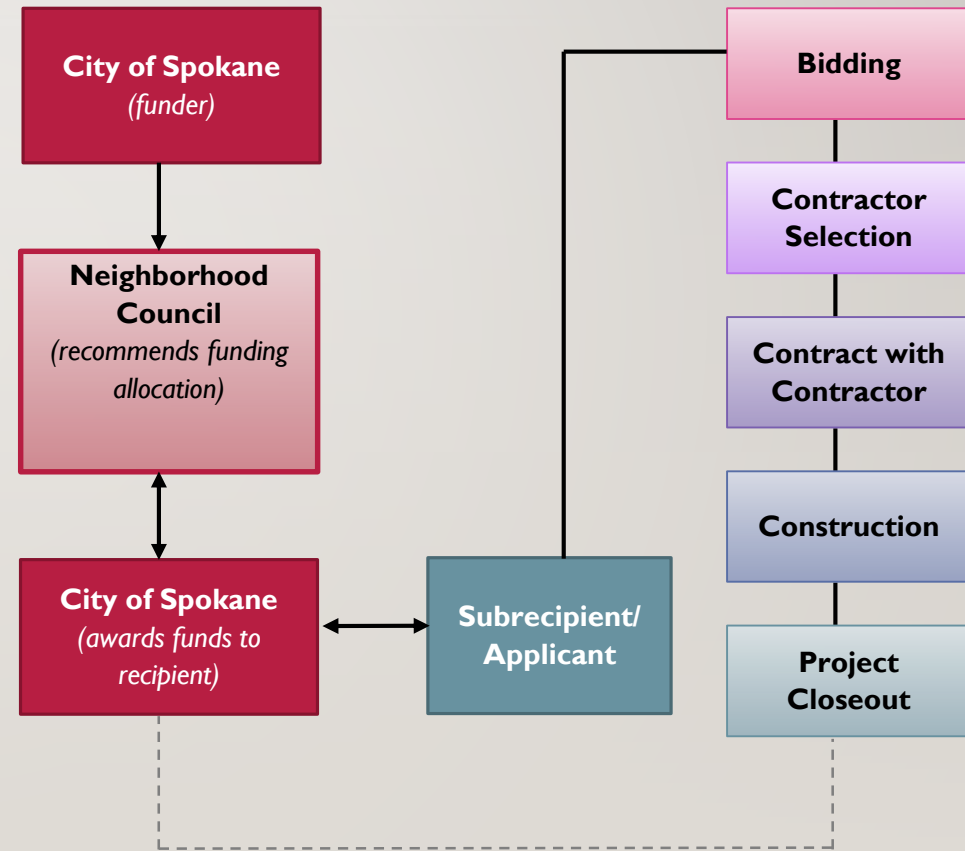 City of Spokane
(funder)
Neighborhood
Council
(recommends funding
allocation)
City of Spokane
(awards funds to
recipient)
Subrecipient/
Applicant
Bidding
Contractor
Selection
Contract with
Contractor
Construction
Project
Closeout